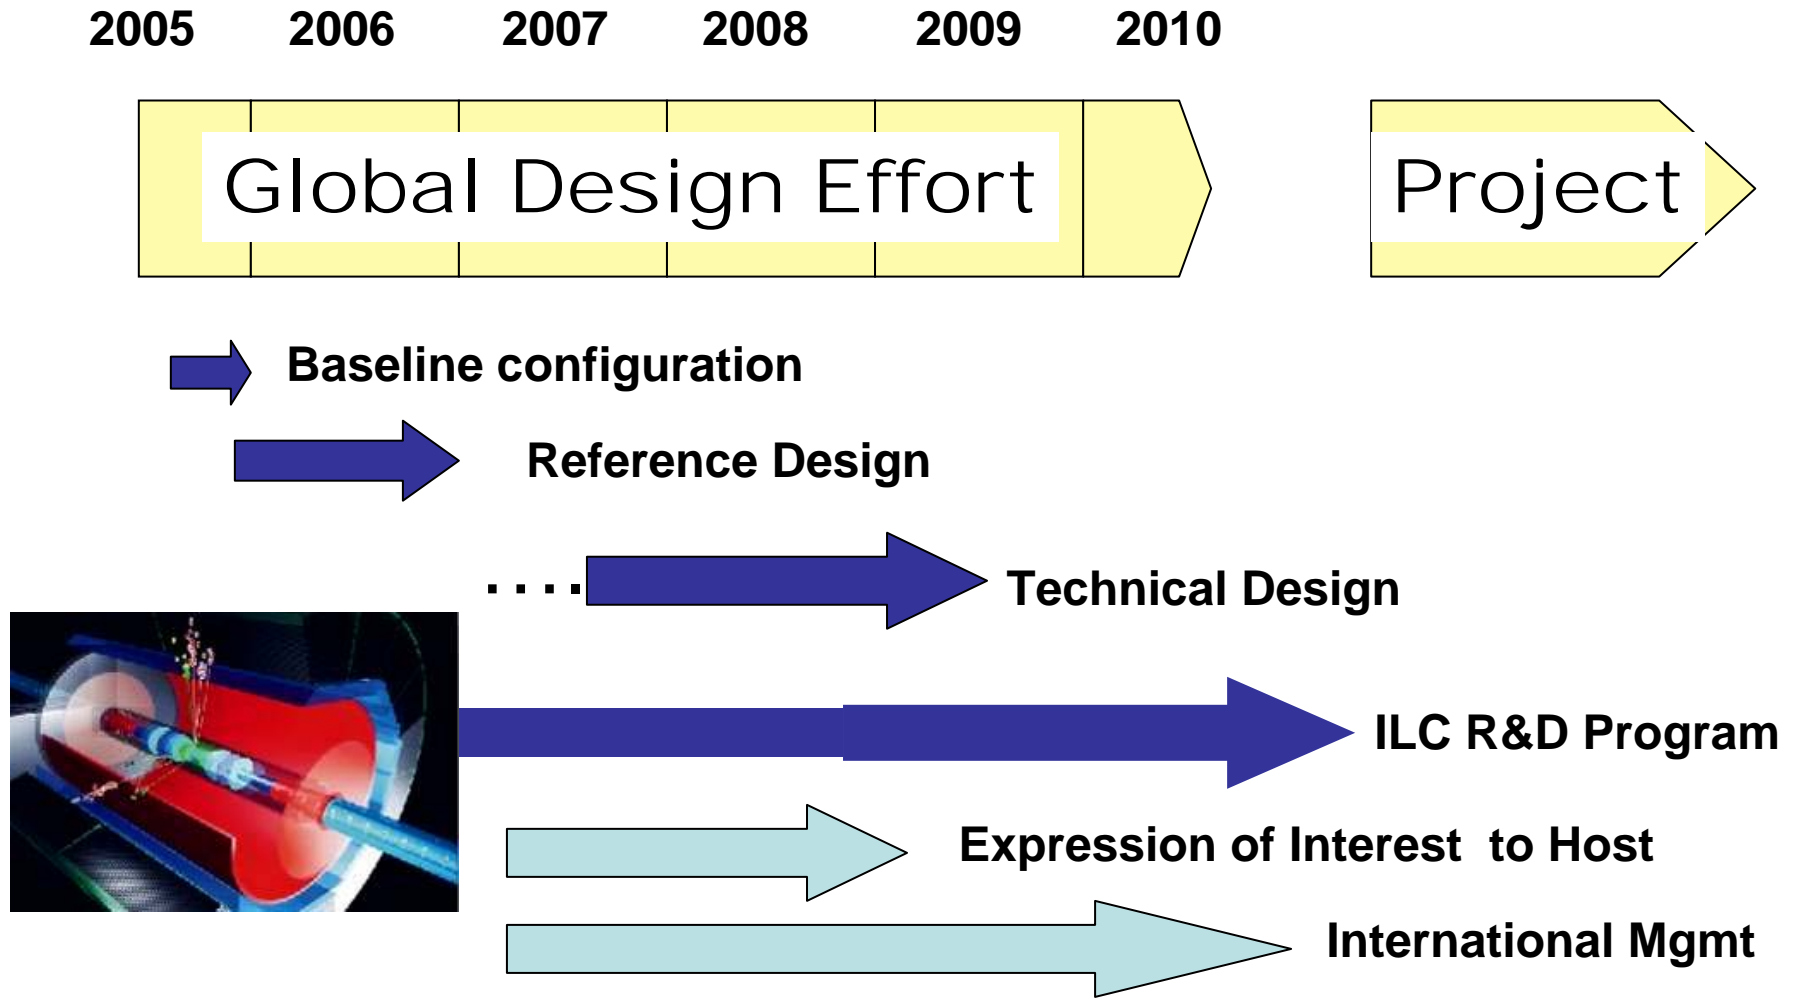 2005 2006 2007 2008 2009 2010
Global Design Effort
Project
Baseline configuration
Reference Design
....
Technical Design
ILC R&D Program
Expression of Interest to Host
International Mgmt